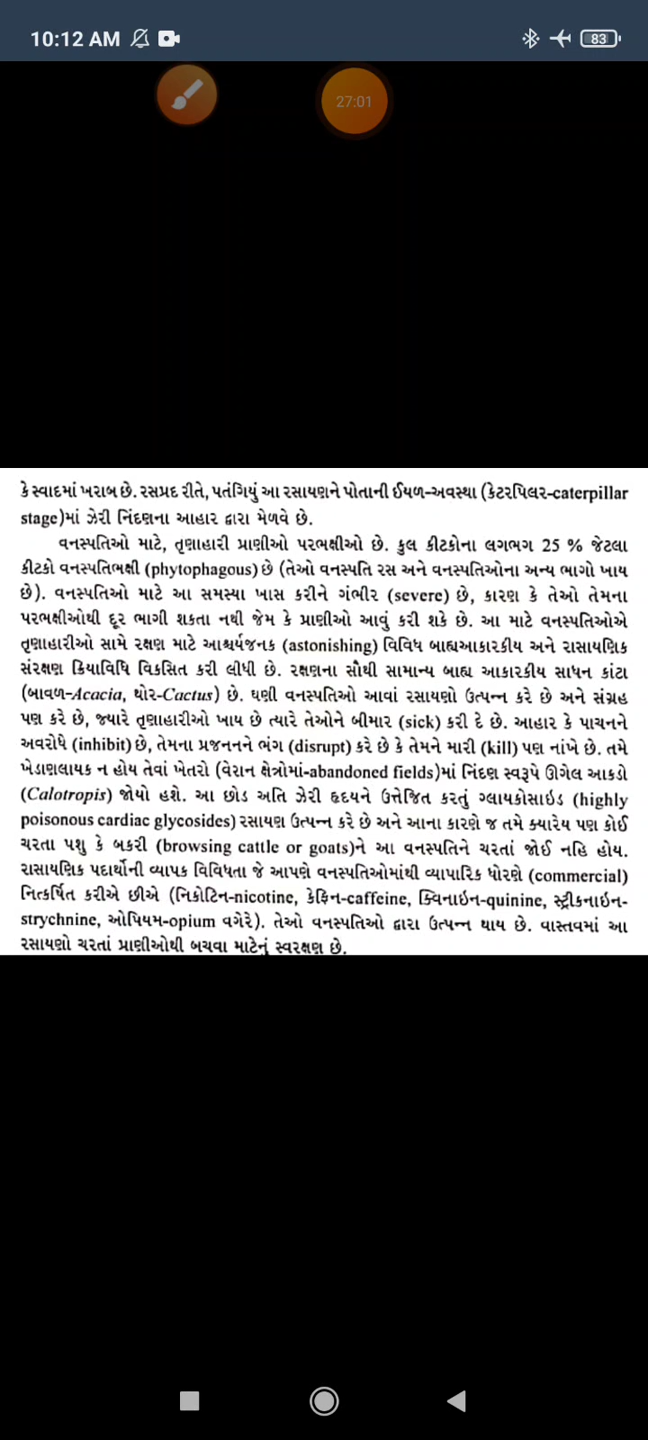 10:12 AM
83
27:01
કે સ્વાદમાં ખરાબ છે. રસપ્રદ રીતે, પતંગિયું આ રસાયણને પોતાની ઈયળ-અવસ્થા (કેટરપિલર-caterpillar
stage)માં ઝેરી નિંદણના આહાર દ્વારા મેળવે છે.
વનસ્પતિઓ માટે, તૃણાહારી પ્રાણીઓ પરભક્ષીઓ છે. કુલ કીટકોના લગભગ 25 % જેટલા
કીટકો વનસ્પતિભક્ષી (phytophagous) છે (તેઓ વનસ્પતિ રસ અને વનસ્પતિઓના અન્ય ભાગો ખાય
છે). વનસ્પતિઓ માટે આ સમસ્યા ખાસ કરીને ગંભીર (severe) છે, કારણ કે તેઓ તેમના
પરભક્ષીઓથી દૂર ભાગી શકતા નથી જેમ કે પ્રાણીઓ આવું કરી શકે છે. આ માટે વનસ્પતિઓએ
તૃણાહારીઓ સામે રક્ષણ માટે આશ્ચર્યજનક (astonishing) વિવિધ બાહ્યઆકારકીય અને રાસાયણિક
સંરક્ષણ ક્રિયાવિધિ વિકસિત કરી લીધી છે. રક્ષણના સૌથી સામાન્ય બાહ્ય આકારકીય સાધન કાંટા
(બાવળ-Acacia, થોર-Cactus) છે. ઘણી વનસ્પતિઓ આવાં રસાયણો ઉત્પન્ન કરે છે અને સંગ્રહ
પણ કરે છે, જ્યારે તૃણાહારીઓ ખાય છે ત્યારે તેઓને બીમાર (sick) કરી દે છે. આહાર કે પાચનને
અવરોધે (inhibit) છે, તેમના પ્રજનનને ભંગ (disrupt) કરે છે કે તેમને મારી (kill) પણ નાંખે છે. તમે
ખેડાણલાયક ન હોય તેવાં ખેતરો (વેરાન ક્ષેત્રોમાં-abandoned fields)માં નિંદણ સ્વરૂપે ઊગેલ આકડો
(Calotropis) જોયો હશે. આ છોડ અતિ ઝેરી હૃદયને ઉત્તેજિત કરતું ગ્લાયકોસાઇડ (highly
poisonous cardiac glycosides) રસાયણ ઉત્પન્ન કરે છે અને આના કારણે જ તમે ક્યારેય પણ કોઈ
ચરતા પશુ કે બકરી (browsing cattle or goats)ને આ વનસ્પતિને ચરતાં જોઈ નહિ હોય.
રાસાયણિક પદાર્થોની વ્યાપક વિવિધતા જે આપણે વનસ્પતિઓમાંથી વ્યાપારિક ધોરણે (commercial)
નિત્કર્ષિત કરીએ છીએ (નિકોટિન-nicotine, કેફિન-caffeine, ક્વિનાઇન-quinine, સ્ટ્રીકનાઇન-
strychnine, ઓપિયમ-opium વગેરે). તેઓ વનસ્પતિઓ દ્વારા ઉત્પન્ન થાય છે. વાસ્તવમાં આ
રસાયણો ચરતાં પ્રાણીઓથી બચવા માટેનું સ્વરક્ષણ છે.